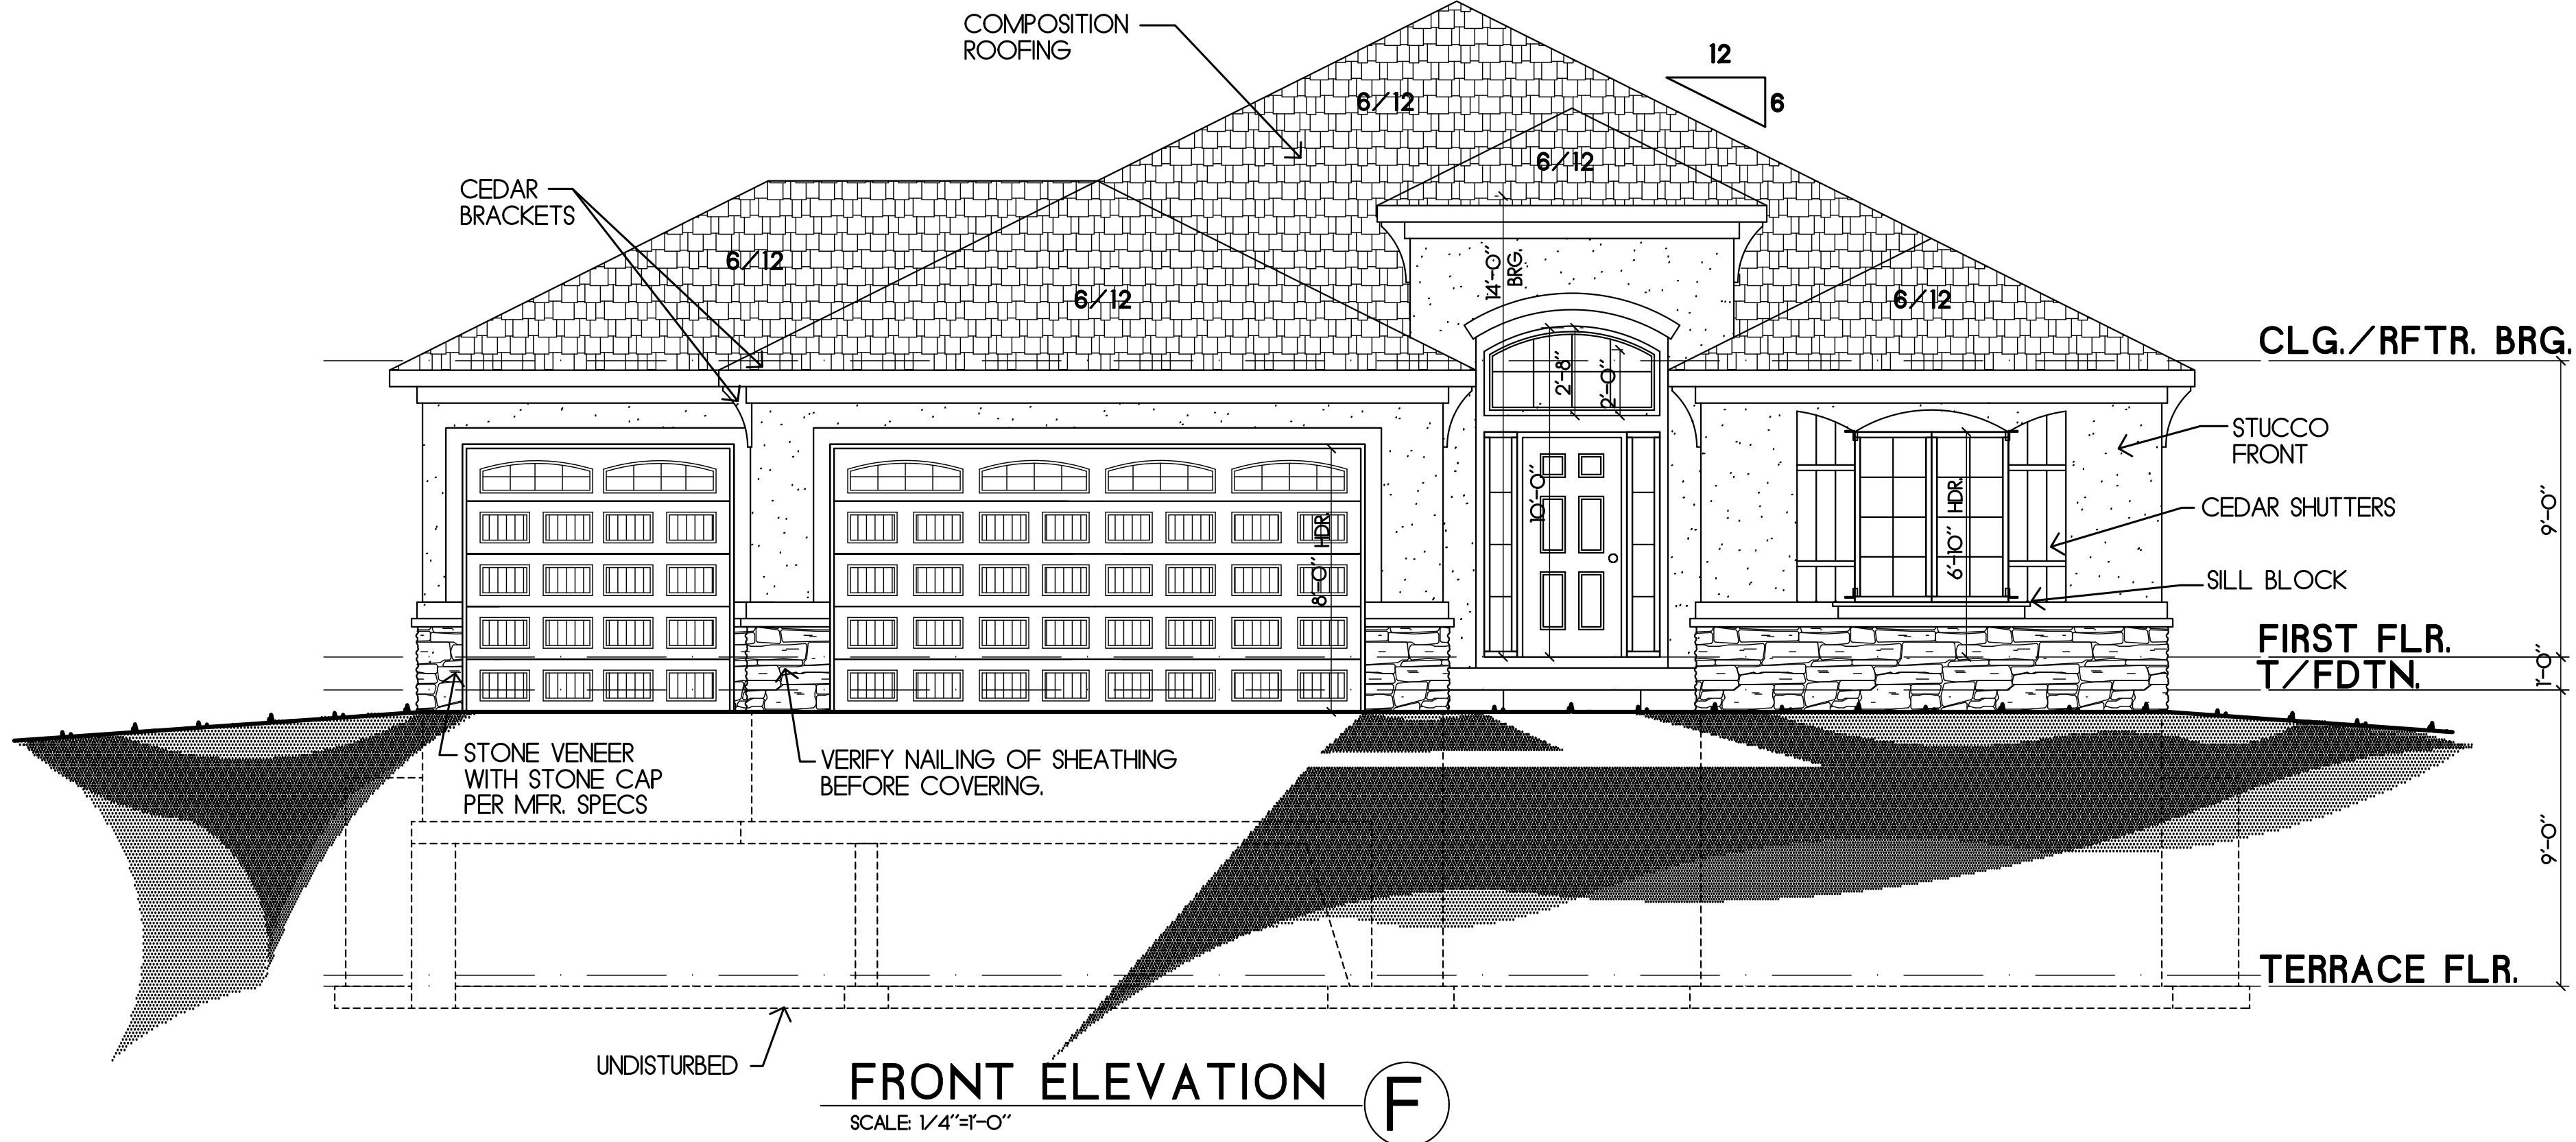 COMPOSITION
ROOFING
12
6
6/12
6/12
CEDAR
BRACKETS
6/12
6/12
6/12
14'-0"
BRG.
CLG./RFTR. BRG.
2'-8"
2'-0"
STUCCO
FRONT
10'-0"
9'-0"
CEDAR SHUTTERS
8'-0" HDR.
6'-10" HDR.
SILL BLOCK
FIRST FLR.
1'-0"
T/FDTN.
STONE VENEER
WITH STONE CAP
PER MFR. SPECS
VERIFY NAILING OF SHEATHING
BEFORE COVERING.
9'-0"
TERRACE FLR.
UNDISTURBED
FRONT ELEVATION
F
SCALE: 1/4"=1'-0"